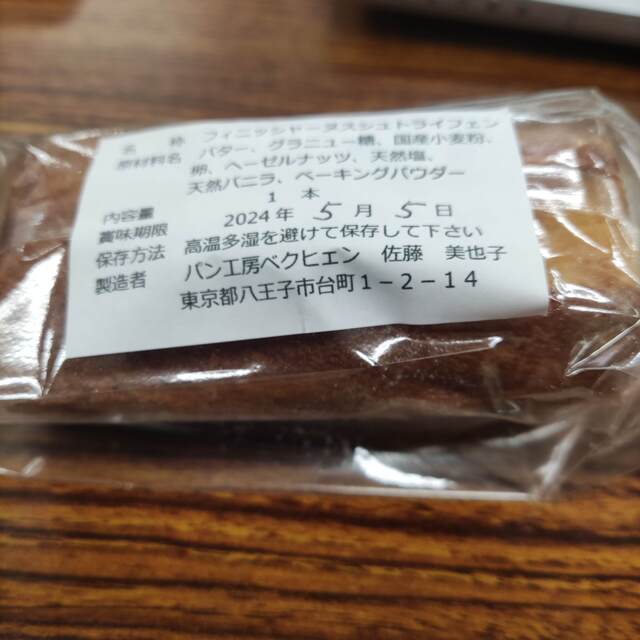 名 称 フィニッシャーヌスシュトライフェン
原材料名 バター、グラニュー糖、国産小麦粉、
卵、ヘーゼルナッツ、天然塩、
天然バニラ、ベーキングパウダー
内容量 1 本
賞味期限 2024年 5月 5日
保存方法 高温多湿を避けて保存して下さい
製造者 パン工房ベクヒェン 佐藤 美也子
東京都八王子市台町1-2-14